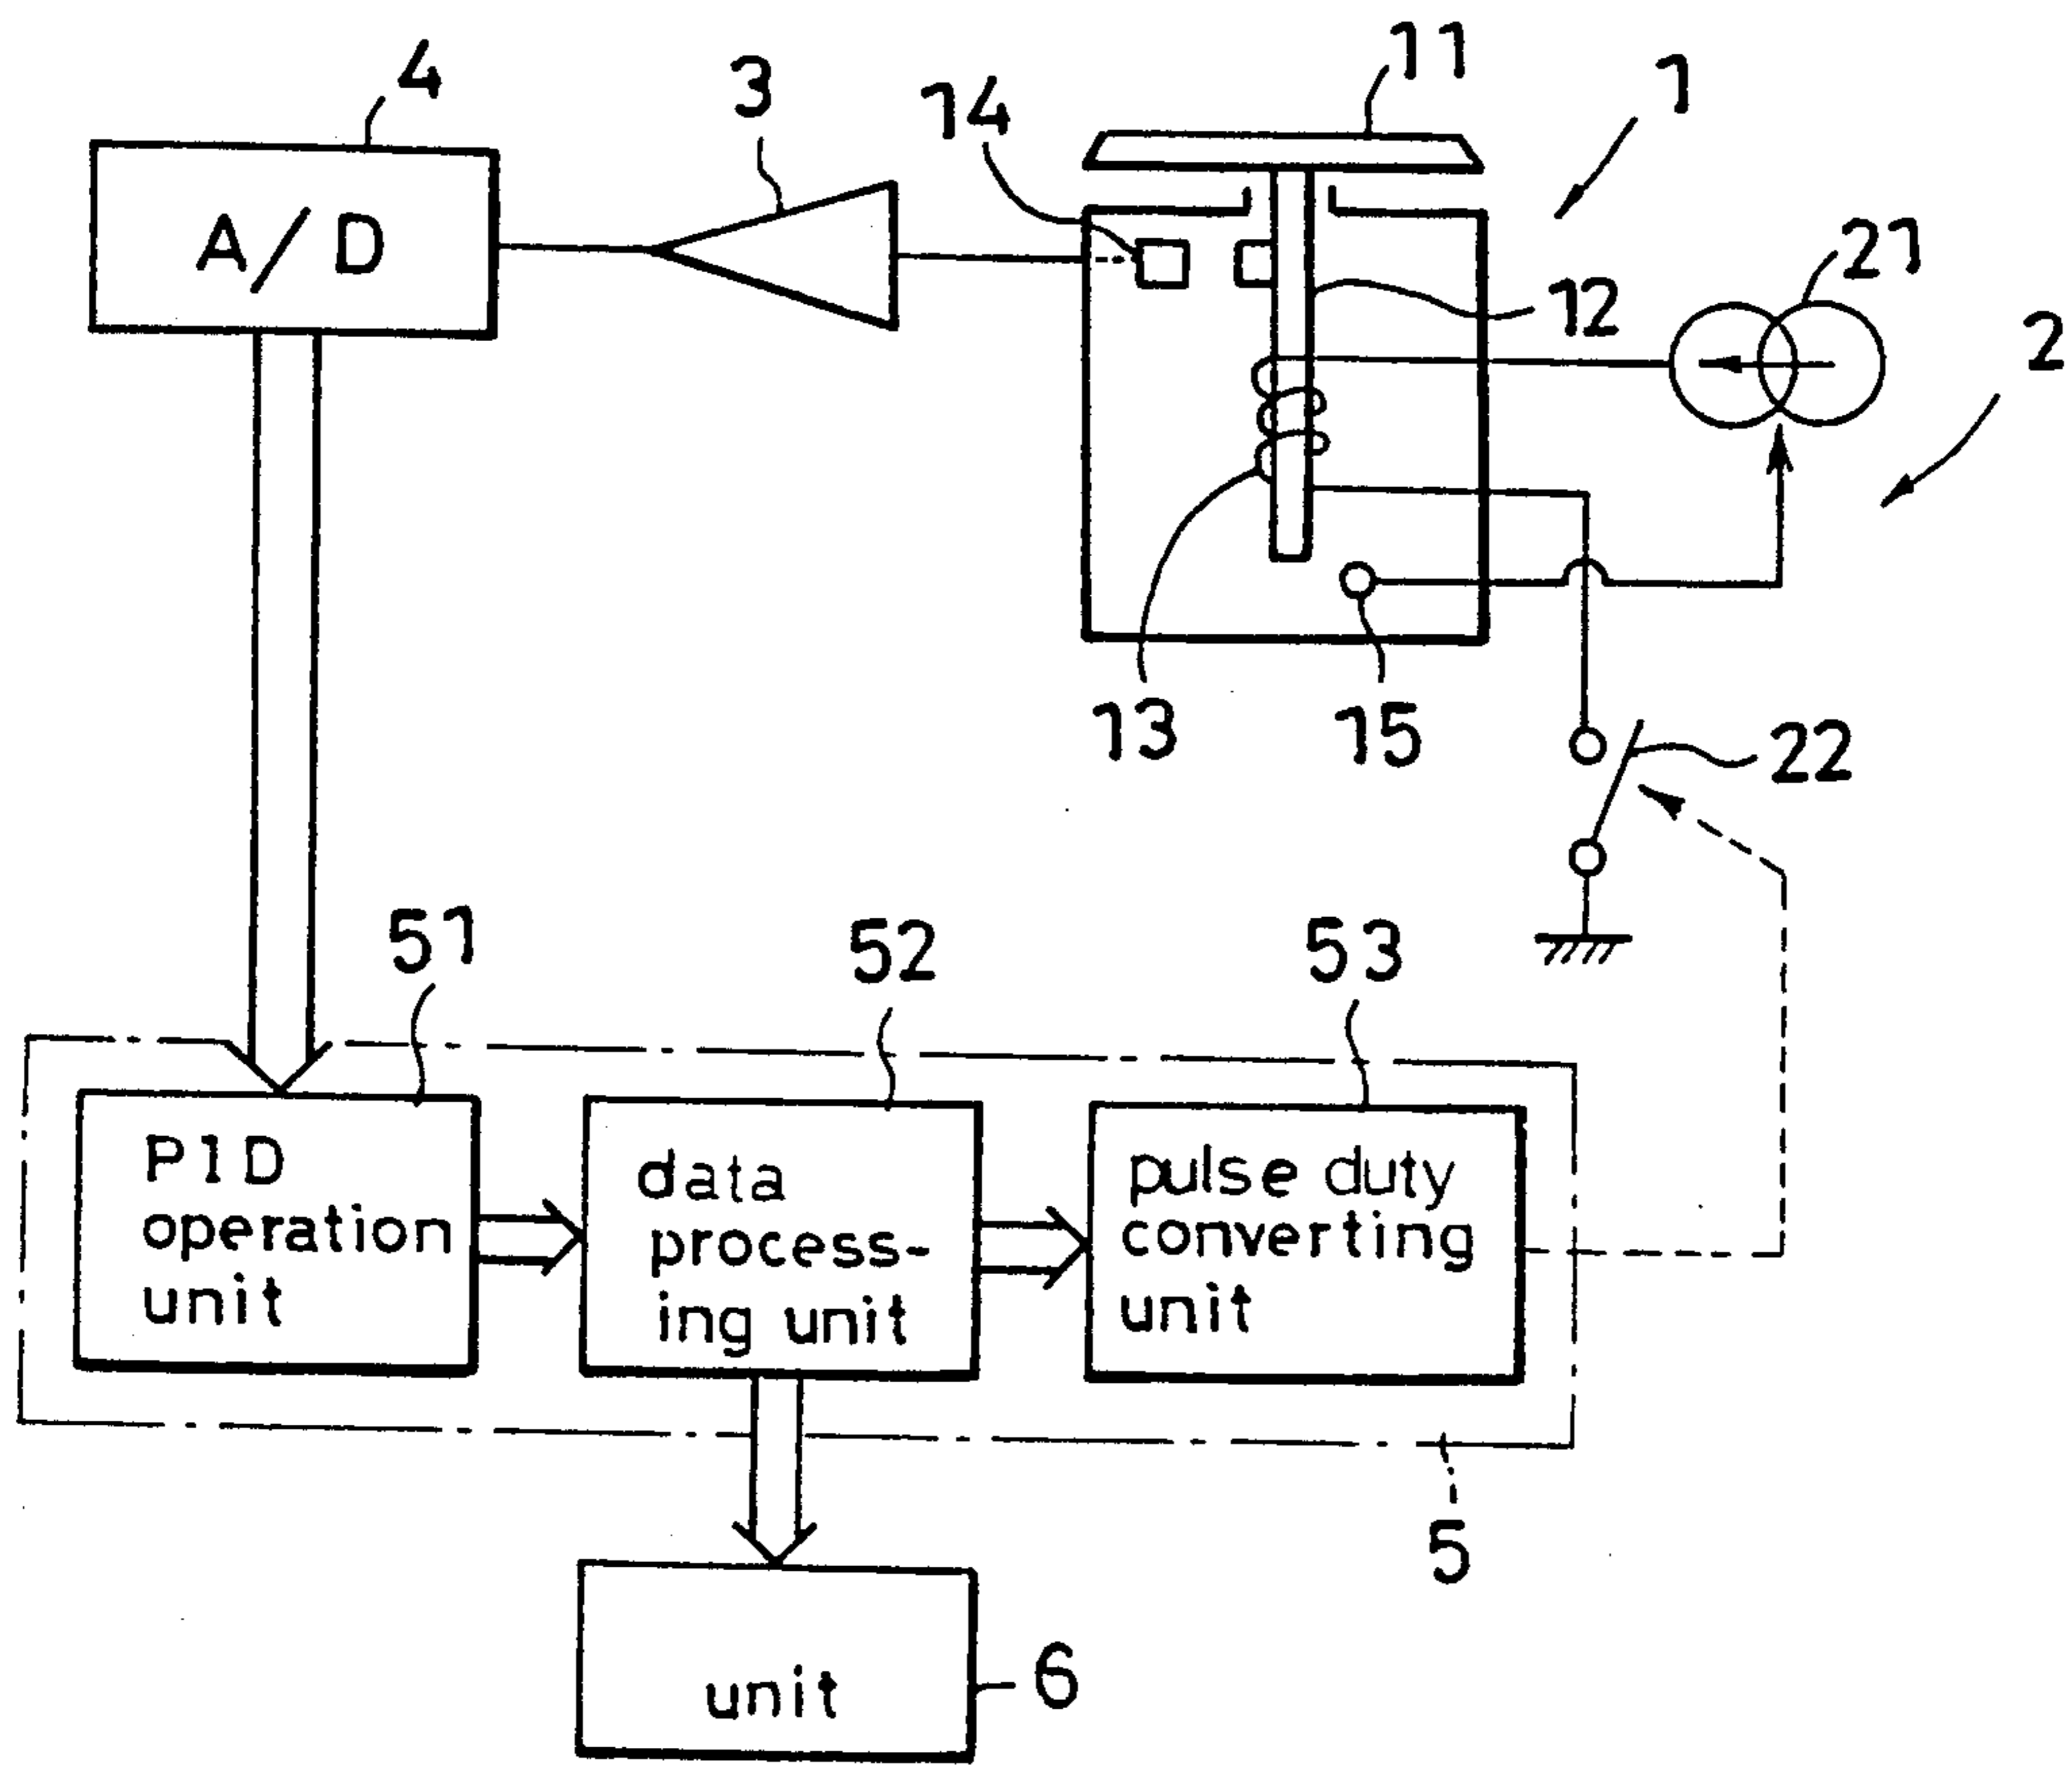 4
3
14
11
1
A/D
21
12
2
13
15
22
51
52
53
PID
operation
unit
data
process-
ing unit
pulse duty
converting
unit
5
unit
6